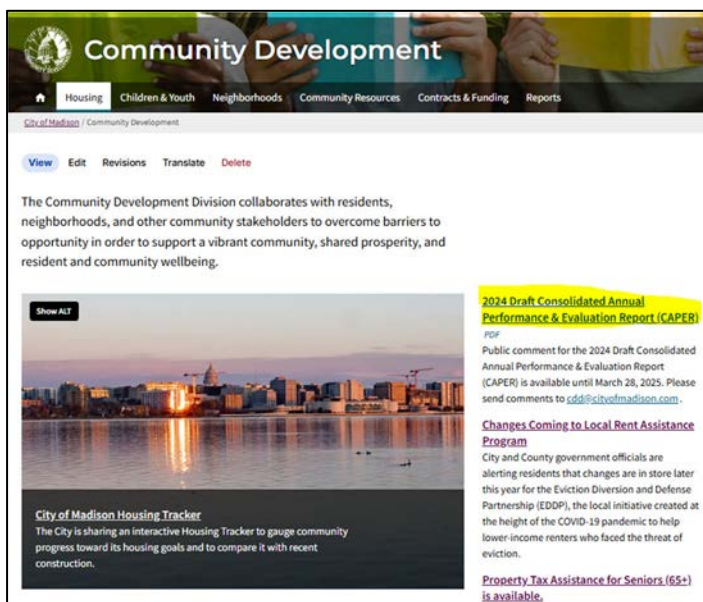 Community Development
Housing
Children & Youth
Neighborhoods
Community Resources
Contracts & Funding
Reports
City of Madison / Community Development
View
Edit
Revisions
Translate
Delete
The Community Development Division collaborates with residents,
neighborhoods, and other community stakeholders to overcome barriers to
opportunity in order to support a vibrant community, shared prosperity, and
resident and community wellbeing.
Show ALT
City of Madison Housing Tracker
The City is sharing an interactive Housing Tracker to gauge community
progress toward its housing goals and to compare it with recent
construction.
2024 Draft Consolidated Annual
Performance & Evaluation Report (CAPER)
PDF
Public comment for the 2024 Draft Consolidated
Annual Performance & Evaluation Report
(CAPER) is available until March 28, 2025. Please
send comments to cdd@cityofmadison.com.
Changes Coming to Local Rent Assistance
Program
City and County government officials are
alerting residents that changes are in store later
this year for the Eviction Diversion and Defense
Partnership (EDDP), the local initiative created at
the height of the COVID-19 pandemic to help
lower-income renters who faced the threat of
eviction.
Property Tax Assistance for Seniors (65+)
is available.